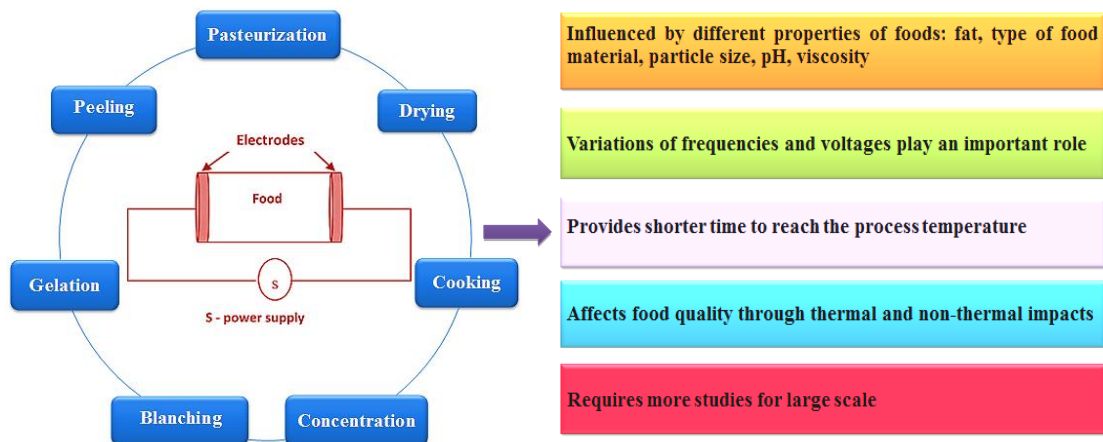 Pasteurization
Peeling
Drying
Electrodes
Food
S
S - power supply
Gelation
Cooking
Blanching
Concentration
Influenced by different properties of foods: fat, type of food
material, particle size, pH, viscosity
Variations of frequencies and voltages play an important role
Provides shorter time to reach the process temperature
Affects food quality through thermal and non-thermal impacts
Requires more studies for large scale